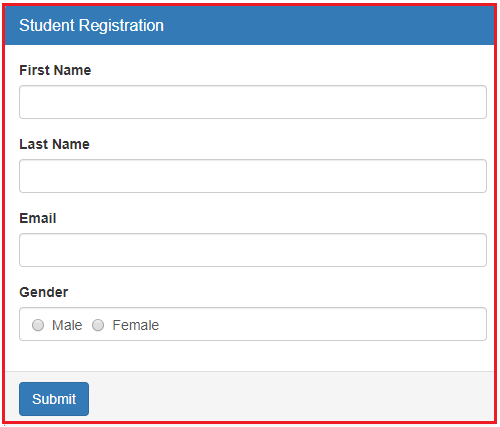 Student Registration
First Name
Last Name
Email
Gender
Male Female
Submit